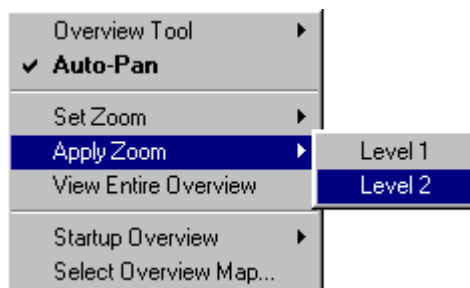 Overview Tool
Auto-Pan
Set Zoom
Apply Zoom
Level 1
View Entire Overview
Level 2
Startup Overview
Select Overview Map...